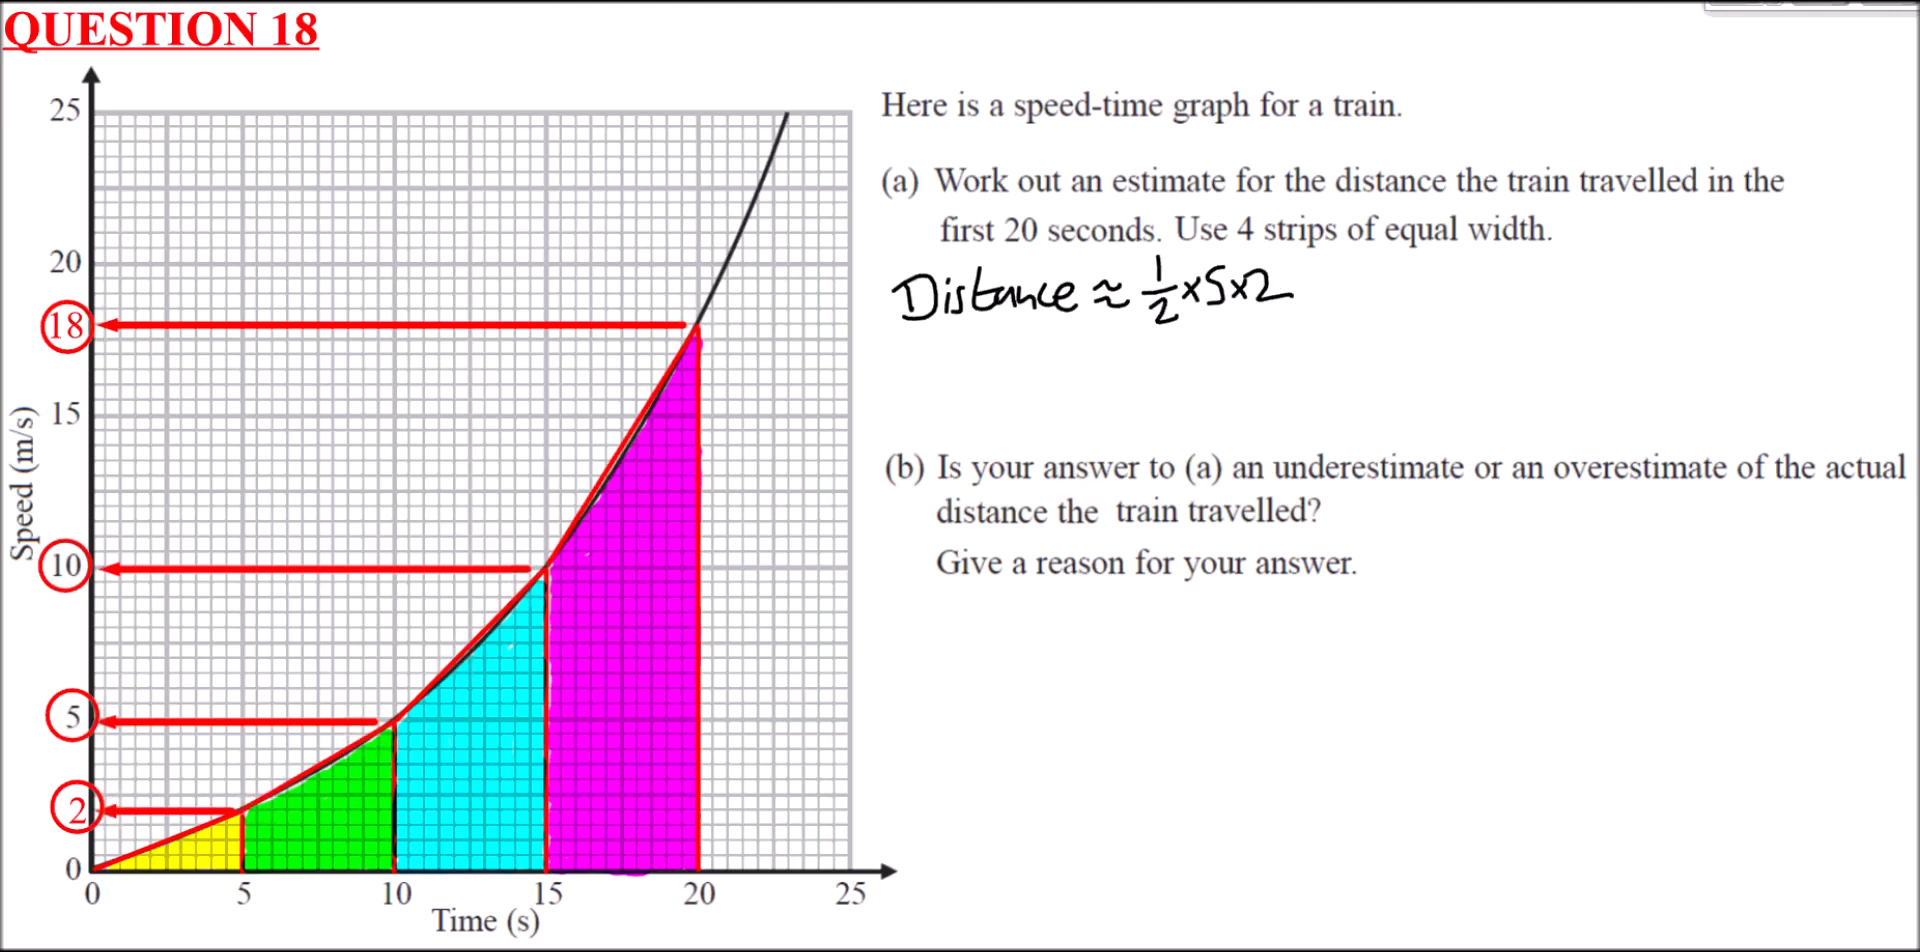 QUESTION 18
25
20
18
15
10
5
2
0
Speed (m/s)
0 5 10 15 20 25
Time (s)
Here is a speed-time graph for a train.
(a) Work out an estimate for the distance the train travelled in the
first 20 seconds. Use 4 strips of equal width.
Distance ≈ 1/2 × 5 × 2
(b) Is your answer to (a) an underestimate or an overestimate of the actual
distance the train travelled?
Give a reason for your answer.